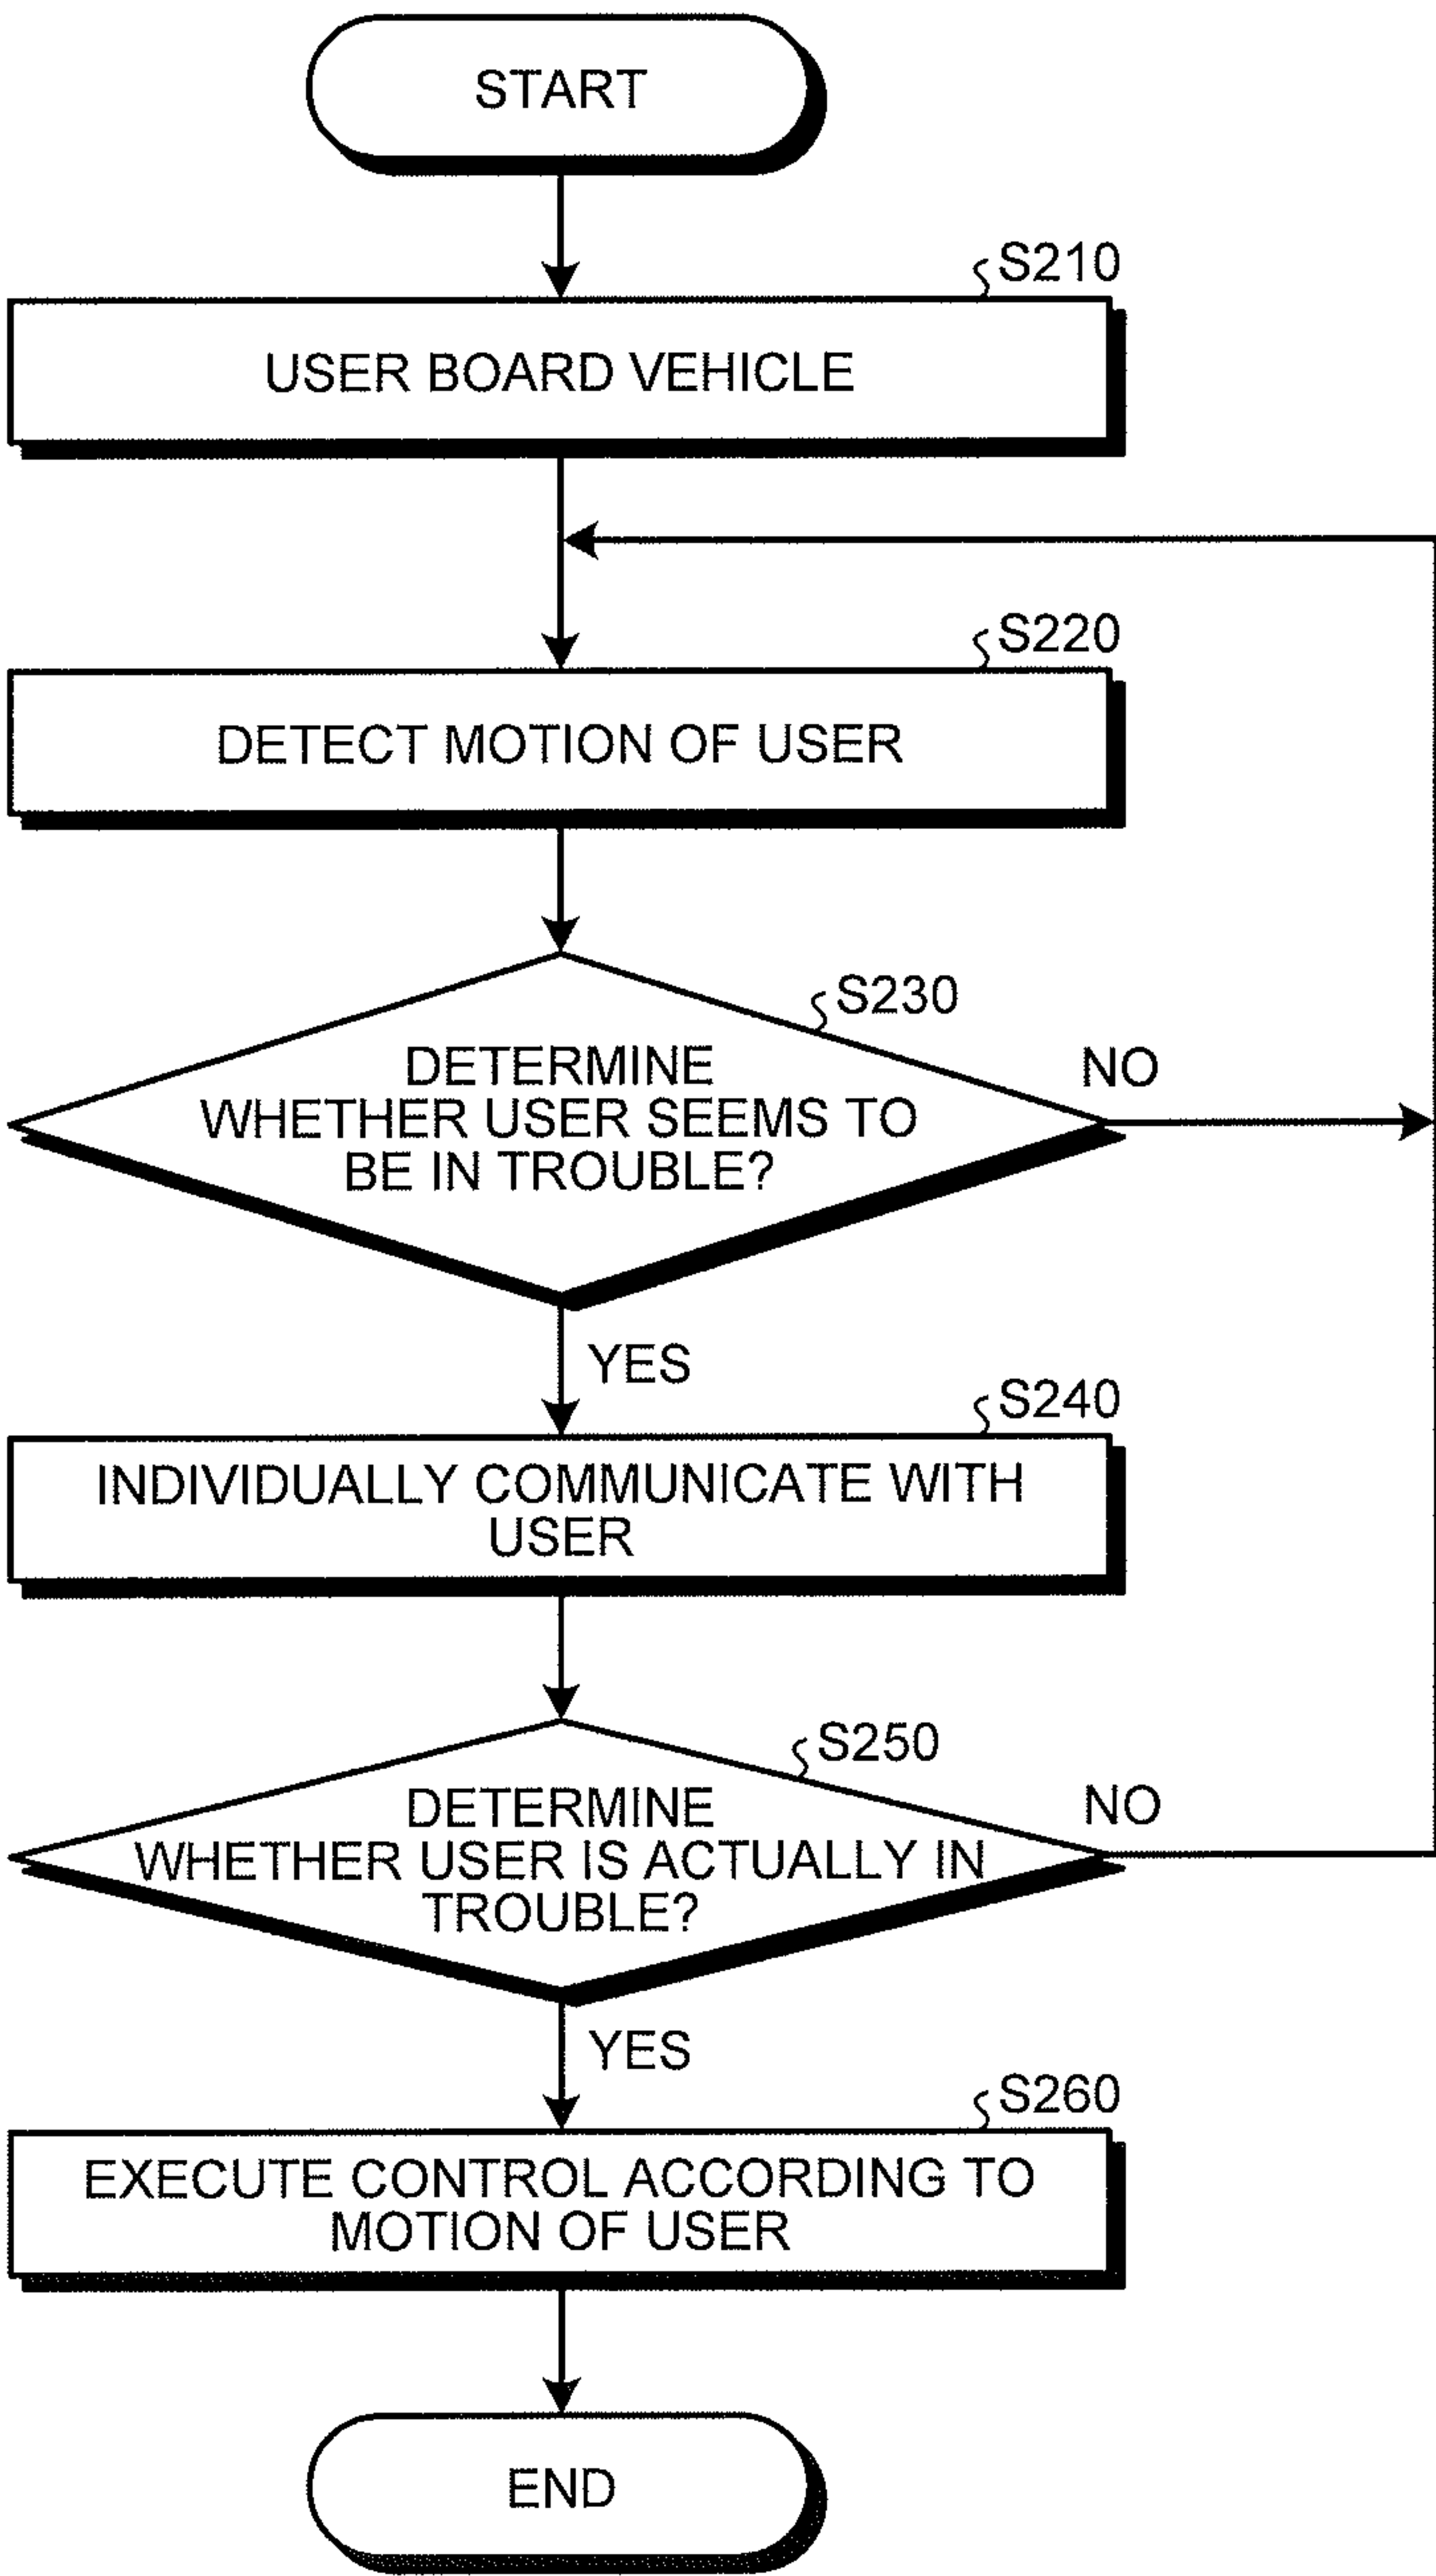 START
S210
USER BOARD VEHICLE
S220
DETECT MOTION OF USER
S230
DETERMINE
WHETHER USER SEEMS TO
BE IN TROUBLE?
NO
YES
S240
INDIVIDUALLY COMMUNICATE WITH
USER
S250
DETERMINE
WHETHER USER IS ACTUALLY IN
TROUBLE?
NO
YES
S260
EXECUTE CONTROL ACCORDING TO
MOTION OF USER
END